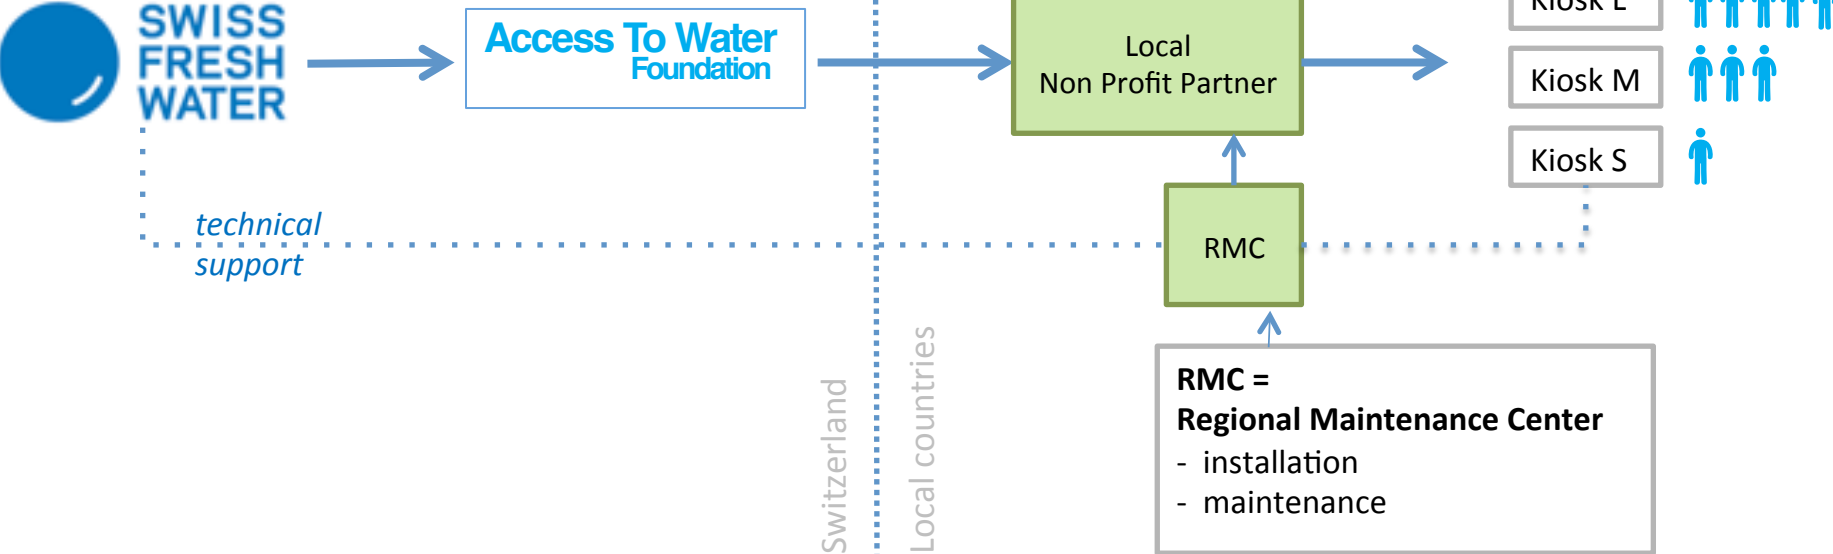 SWISS
FRESH
WATER
Access To Water
Foundation
Local
Non Profit Partner
Kiosk L
Kiosk M
Kiosk S
technical
support
RMC
Switzerland
Local countries
RMC =
Regional Maintenance Center
- installation
- maintenance